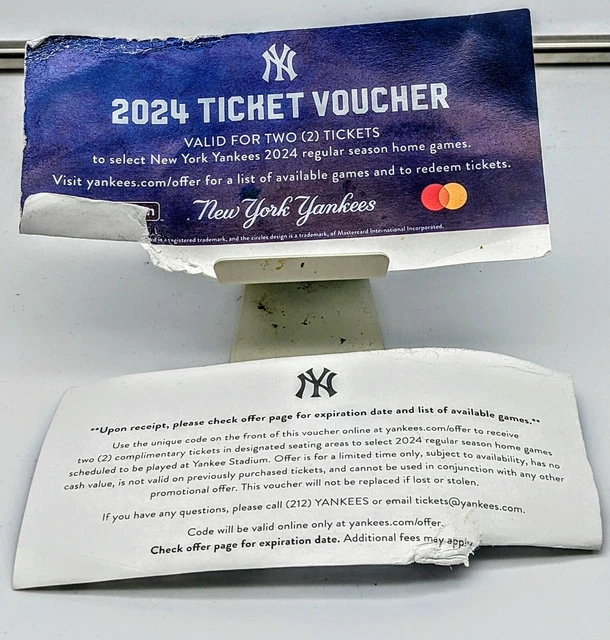 NY
2024 TICKET VOUCHER
VALID FOR TWO (2) TICKETS
to select New York Yankees 2024 regular season home games.
Visit yankees.com/offer for a list of available games and to redeem tickets.
New York Yankees
is a registered trademark, and the circles design is a trademark, of Mastercard International Incorporated.
NY
**Upon receipt, please check offer page for expiration date and list of available games.**
Use the unique code on the front of this voucher online at yankees.com/offer to receive
two (2) complimentary tickets in designated seating areas to select 2024 regular season home games
scheduled to be played at Yankee Stadium. Offer is for a limited time only, subject to availability, has no
cash value, is not valid on previously purchased tickets, and cannot be used in conjunction with any other
promotional offer. This voucher will not be replaced if lost or stolen.
If you have any questions, please call (212) YANKEES or email tickets@yankees.com.
Code will be valid online only at yankees.com/offer.
Check offer page for expiration date. Additional fees may apply.